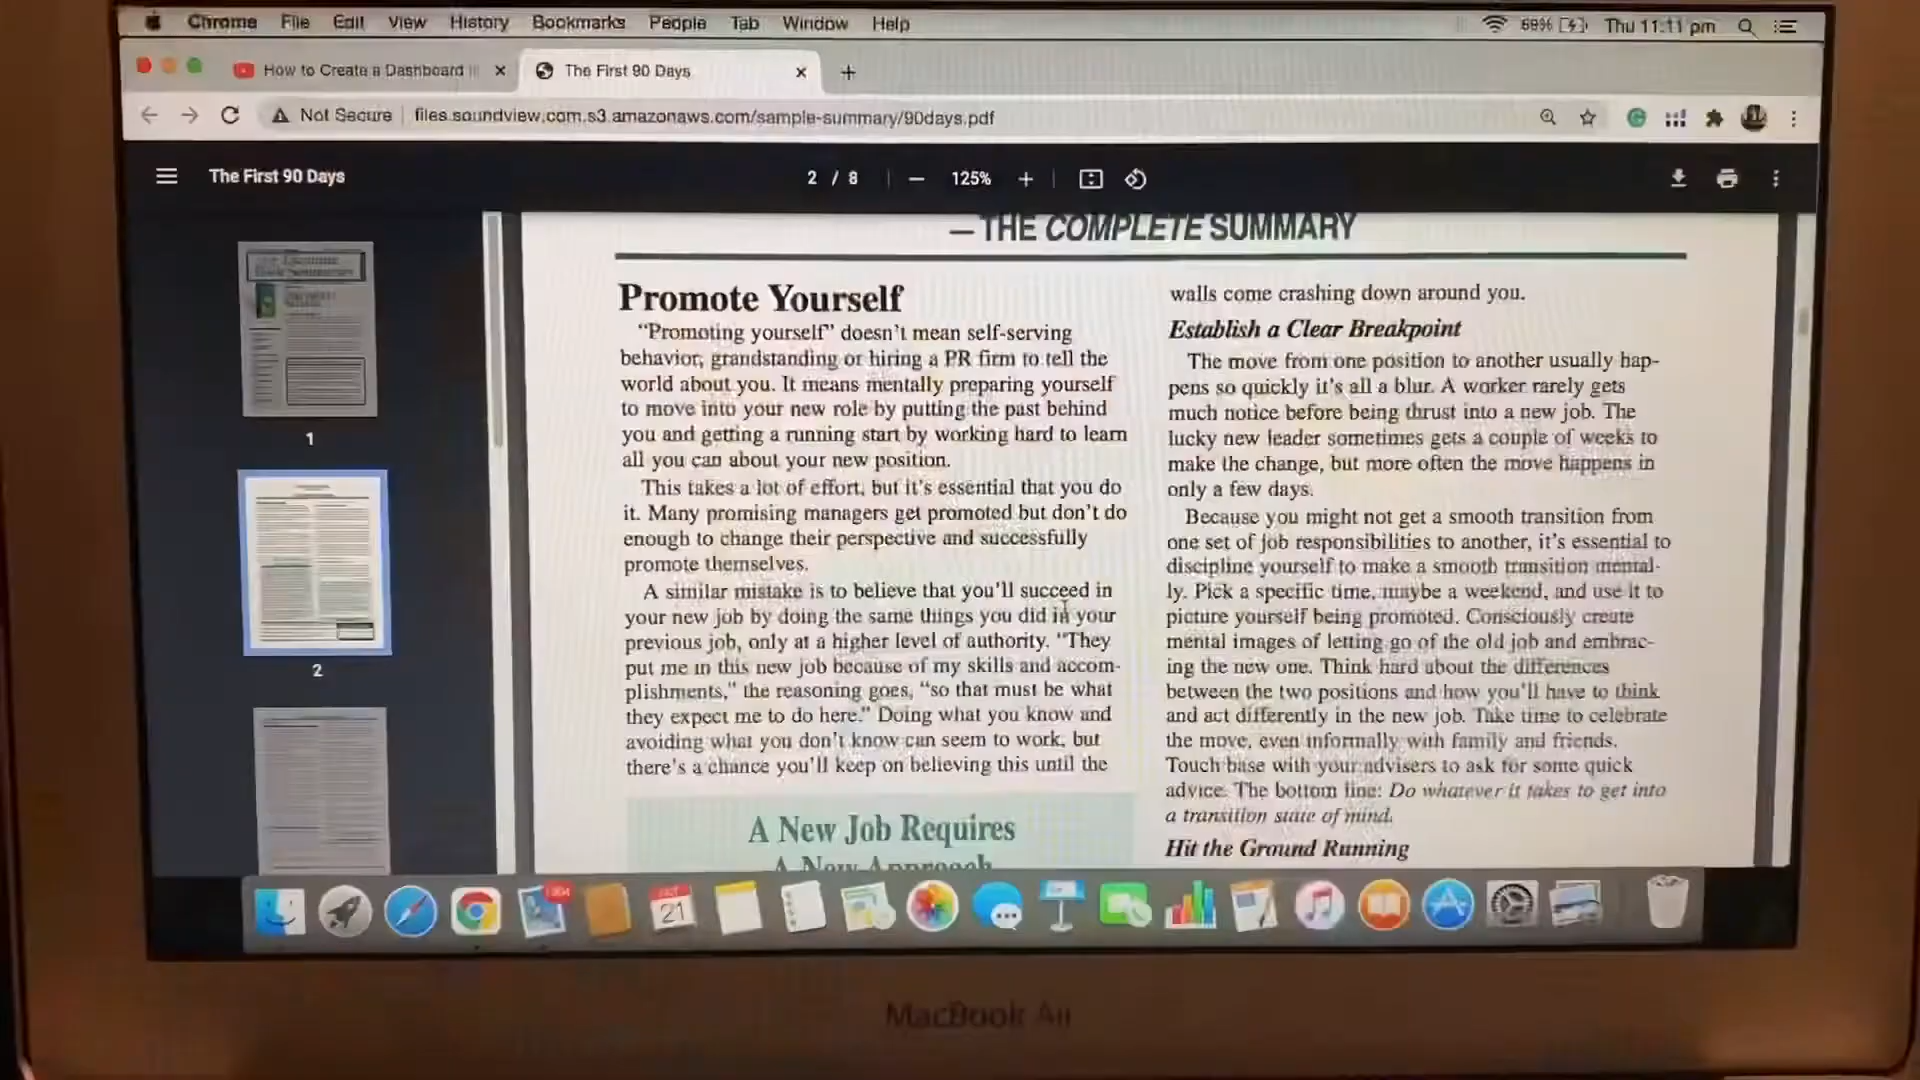 Chrome File Edit View History Bookmarks People Tab Window Help 69% Thu 11:11 pm
How to Create a Dashboard The First 90 Days
Not Secure files.soundview.com.s3.amazonaws.com/sample-summary/90days.pdf
The First 90 Days 2 / 8 125%
— THE COMPLETE SUMMARY
Promote Yourself
“Promoting yourself” doesn’t mean self-serving
behavior, grandstanding or hiring a PR firm to tell the
world about you. It means mentally preparing yourself
to move into your new role by putting the past behind
you and getting a running start by working hard to learn
all you can about your new position.
This takes a lot of effort, but it’s essential that you do
it. Many promising managers get promoted but don’t do
enough to change their perspective and successfully
promote themselves.
A similar mistake is to believe that you’ll succeed in
your new job by doing the same things you did in your
previous job, only at a higher level of authority. “They
put me in this new job because of my skills and accom-
plishments,” the reasoning goes, “so that must be what
they expect me to do here.” Doing what you know and
avoiding what you don’t know can seem to work, but
there’s a chance you’ll keep on believing this until the
A New Job Requires
A New Approach
walls come crashing down around you.
Establish a Clear Breakpoint
The move from one position to another usually hap-
pens so quickly it’s all a blur. A worker rarely gets
much notice before being thrust into a new job. The
lucky new leader sometimes gets a couple of weeks to
make the change, but more often the move happens in
only a few days.
Because you might not get a smooth transition from
one set of job responsibilities to another, it’s essential to
discipline yourself to make a smooth transition mental-
ly. Pick a specific time, maybe a weekend, and use it to
picture yourself being promoted. Consciously create
mental images of letting go of the old job and embrac-
ing the new one. Think hard about the differences
between the two positions and how you’ll have to think
and act differently in the new job. Take time to celebrate
the move, even informally with family and friends.
Touch base with your advisers to ask for some quick
advice. The bottom line: Do whatever it takes to get into
a transition state of mind.
Hit the Ground Running
1
2
21
MacBook Air